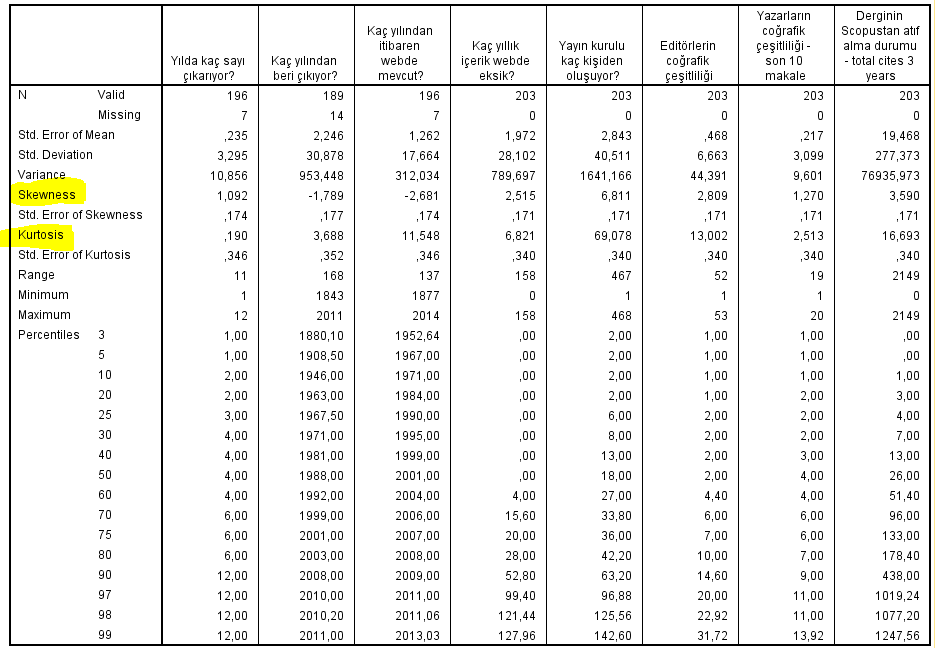 Yılda kaç sayı çıkarıyor? Kaç yılından beri çıkıyor? Kaç yılından itibaren webde mevcut? Kaç yıllık içerik webde eksik? Yayın kurulu kaç kişiden oluşuyor? Editörlerin coğrafik çeşitliliği Yazarların coğrafik çeşitliliği - son 10 makale Derginin Scopustan atıf alma durumu - total cites 3 years
N Valid 196 189 196 203 203 203 203 203
Missing 7 14 7 0 0 0 0 0
Std. Error of Mean ,235 2,246 1,262 1,972 2,843 ,468 ,217 19,468
Std. Deviation 3,295 30,878 17,664 28,102 40,511 6,663 3,099 277,373
Variance 10,856 953,448 312,034 789,697 1641,166 44,391 9,601 76935,973
Skewness 1,092 -1,789 -2,681 2,515 6,811 2,809 1,270 3,590
Std. Error of Skewness ,174 ,177 ,174 ,171 ,171 ,171 ,171 ,171
Kurtosis ,190 3,688 11,548 6,821 69,078 13,002 2,513 16,693
Std. Error of Kurtosis ,346 ,352 ,346 ,340 ,340 ,340 ,340 ,340
Range 11 168 137 158 467 52 19 2149
Minimum 1 1843 1877 0 1 1 1 0
Maximum 12 2011 2014 158 468 53 20 2149
Percentiles 3 1,00 1880,10 1952,64 ,00 2,00 1,00 1,00 ,00
5 1,00 1908,50 1967,00 ,00 2,00 1,00 1,00 ,00
10 2,00 1946,00 1971,00 ,00 2,00 1,00 1,00 1,00
20 2,00 1963,00 1984,00 ,00 2,00 1,00 2,00 3,00
25 3,00 1967,50 1990,00 ,00 6,00 2,00 2,00 4,00
30 4,00 1971,00 1995,00 ,00 8,00 2,00 2,00 7,00
40 4,00 1981,00 1999,00 ,00 13,00 2,00 3,00 13,00
50 4,00 1988,00 2001,00 ,00 18,00 2,00 4,00 26,00
60 4,00 1992,00 2004,00 4,00 27,00 4,40 4,00 51,40
70 6,00 1999,00 2006,00 15,60 33,80 6,00 6,00 96,00
75 6,00 2001,00 2007,00 20,00 36,00 7,00 6,00 133,00
80 6,00 2003,00 2008,00 28,00 42,20 10,00 7,00 178,40
90 12,00 2008,00 2009,00 52,80 63,20 14,60 9,00 438,00
97 12,00 2010,00 2011,00 99,40 96,88 20,00 11,00 1019,24
98 12,00 2010,20 2011,06 121,44 125,56 22,92 11,00 1077,20
99 12,00 2011,00 2013,03 127,96 142,60 31,72 13,92 1247,56